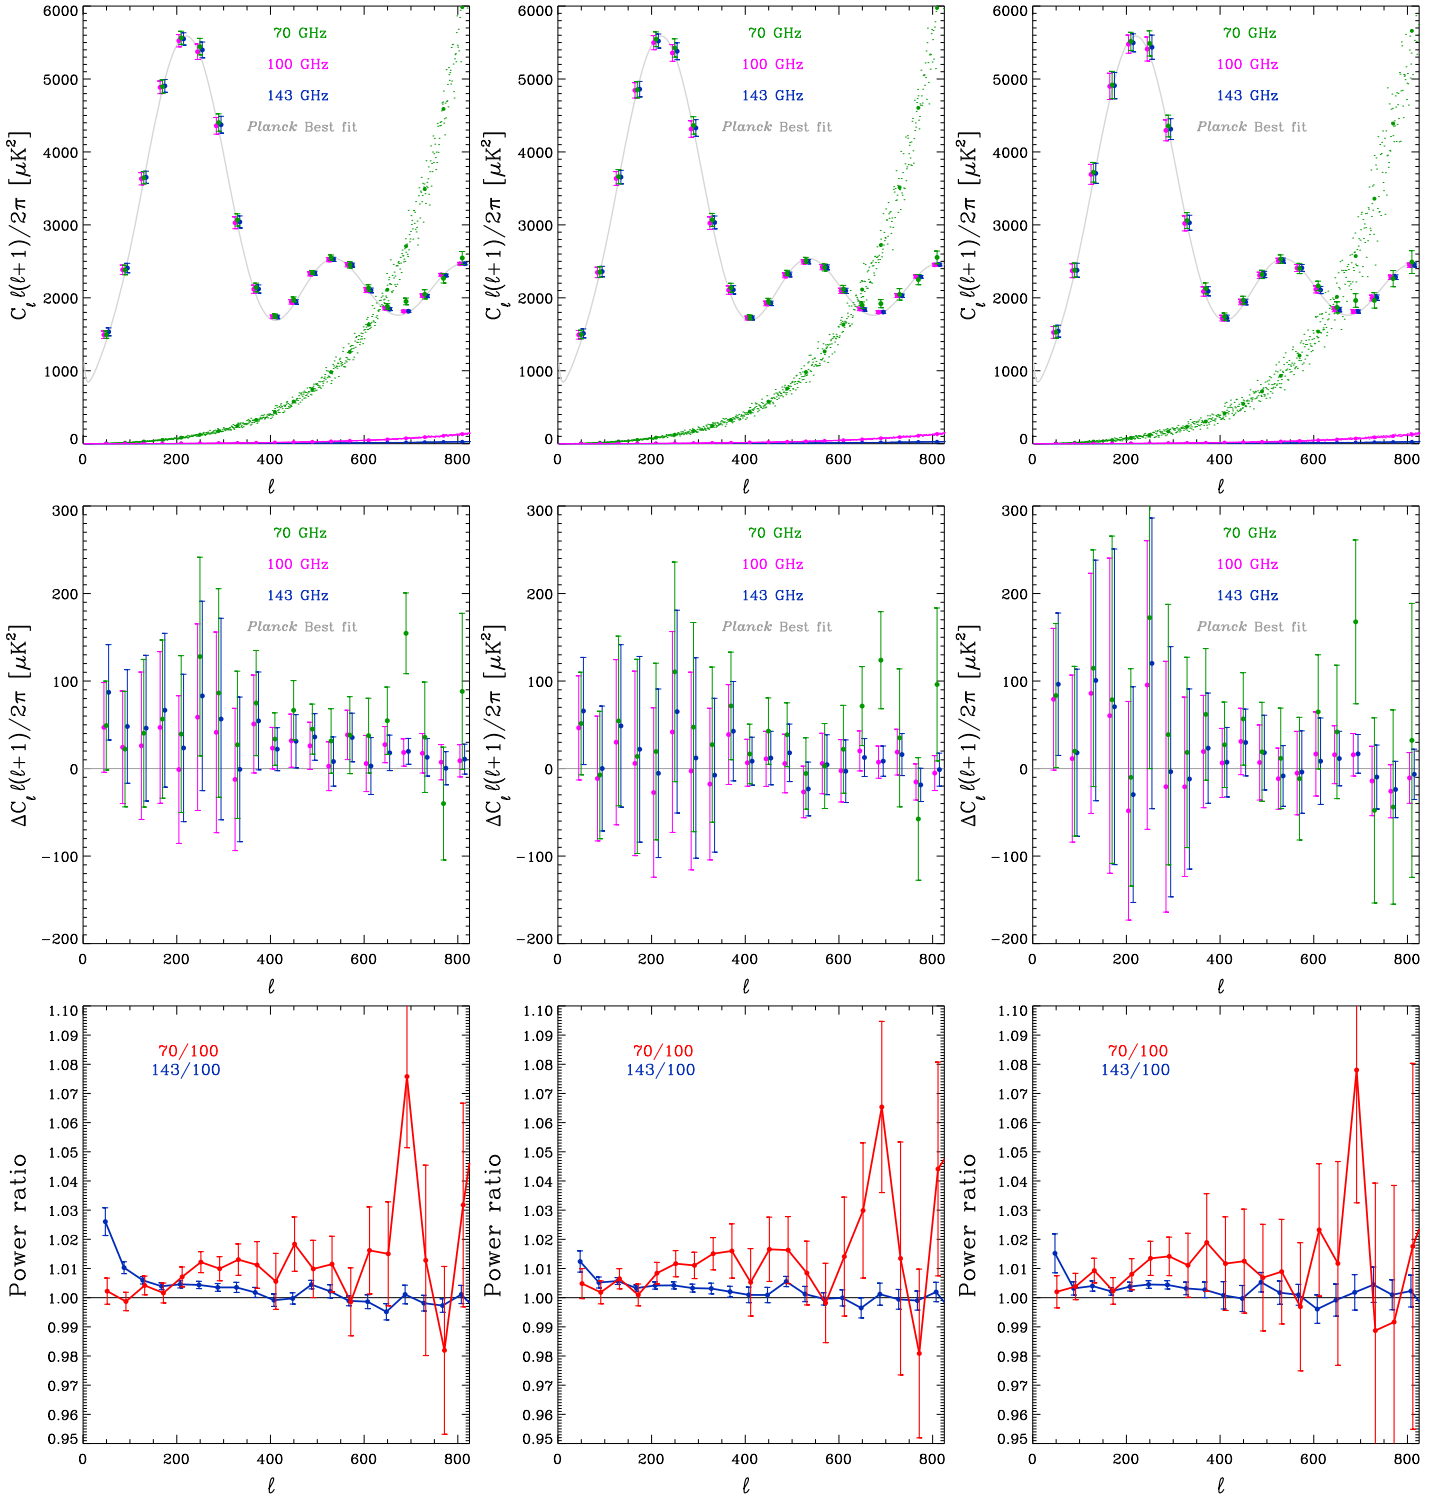 6000
5000
4000
3000
2000
1000
0
C_ℓ ℓ(ℓ+1)/2π [μK²]
70 GHz
100 GHz
143 GHz
Planck Best fit
0 200 400 600 800
ℓ
6000
5000
4000
3000
2000
1000
0
C_ℓ ℓ(ℓ+1)/2π [μK²]
70 GHz
100 GHz
143 GHz
Planck Best fit
0 200 400 600 800
ℓ
6000
5000
4000
3000
2000
1000
0
C_ℓ ℓ(ℓ+1)/2π [μK²]
70 GHz
100 GHz
143 GHz
Planck Best fit
0 200 400 600 800
ℓ
300
200
100
0
−100
−200
ΔC_ℓ ℓ(ℓ+1)/2π [μK²]
70 GHz
100 GHz
143 GHz
Planck Best fit
0 200 400 600 800
ℓ
300
200
100
0
−100
−200
ΔC_ℓ ℓ(ℓ+1)/2π [μK²]
70 GHz
100 GHz
143 GHz
Planck Best fit
0 200 400 600 800
ℓ
300
200
100
0
−100
−200
ΔC_ℓ ℓ(ℓ+1)/2π [μK²]
70 GHz
100 GHz
143 GHz
Planck Best fit
0 200 400 600 800
ℓ
1.10
1.09
1.08
1.07
1.06
1.05
1.04
1.03
1.02
1.01
1.00
0.99
0.98
0.97
0.96
0.95
Power ratio
70/100
143/100
0 200 400 600 800
ℓ
1.10
1.09
1.08
1.07
1.06
1.05
1.04
1.03
1.02
1.01
1.00
0.99
0.98
0.97
0.96
0.95
Power ratio
70/100
143/100
0 200 400 600 800
ℓ
1.10
1.09
1.08
1.07
1.06
1.05
1.04
1.03
1.02
1.01
1.00
0.99
0.98
0.97
0.96
0.95
Power ratio
70/100
143/100
0 200 400 600 800
ℓ